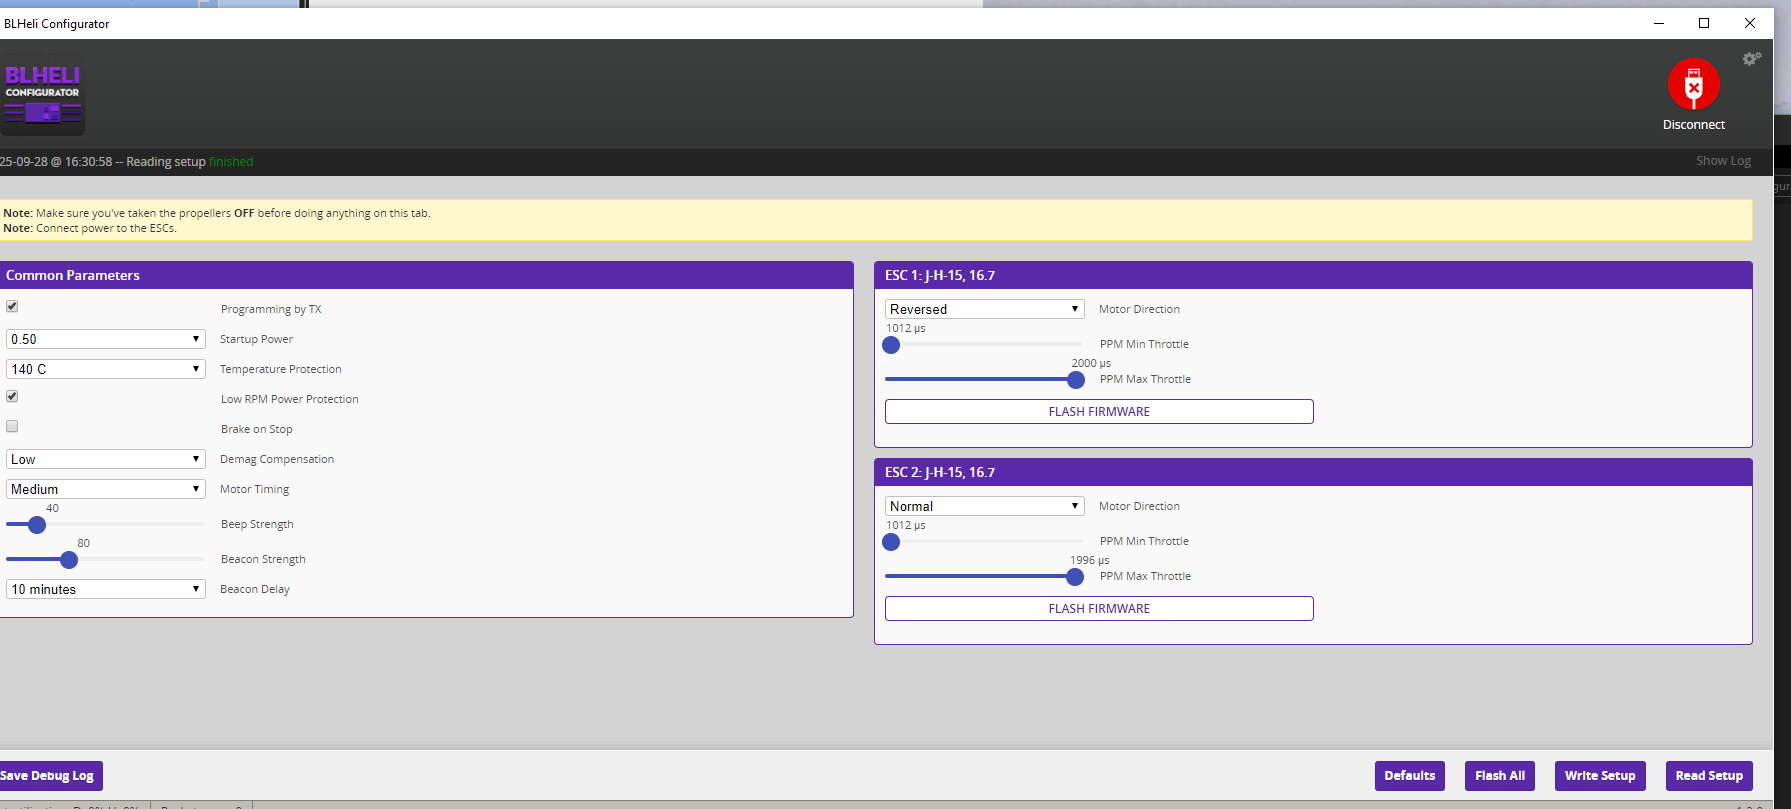 BLHeli Configurator
BLHELI
CONFIGURATOR
Disconnect
25-09-28 @ 16:30:58 -- Reading setup finished
Show Log
Note: Make sure you've taken the propellers OFF before doing anything on this tab.
Note: Connect power to the ESCs.
Common Parameters
Programming by TX
0.50 Startup Power
140 C Temperature Protection
Low RPM Power Protection
Brake on Stop
Low Demag Compensation
Medium Motor Timing
40
Beep Strength
80
Beacon Strength
10 minutes Beacon Delay
ESC 1: J-H-15, 16.7
Reversed Motor Direction
1012 µs
PPM Min Throttle
2000 µs
PPM Max Throttle
FLASH FIRMWARE
ESC 2: J-H-15, 16.7
Normal Motor Direction
1012 µs
PPM Min Throttle
1996 µs
PPM Max Throttle
FLASH FIRMWARE
Save Debug Log
Defaults
Flash All
Write Setup
Read Setup